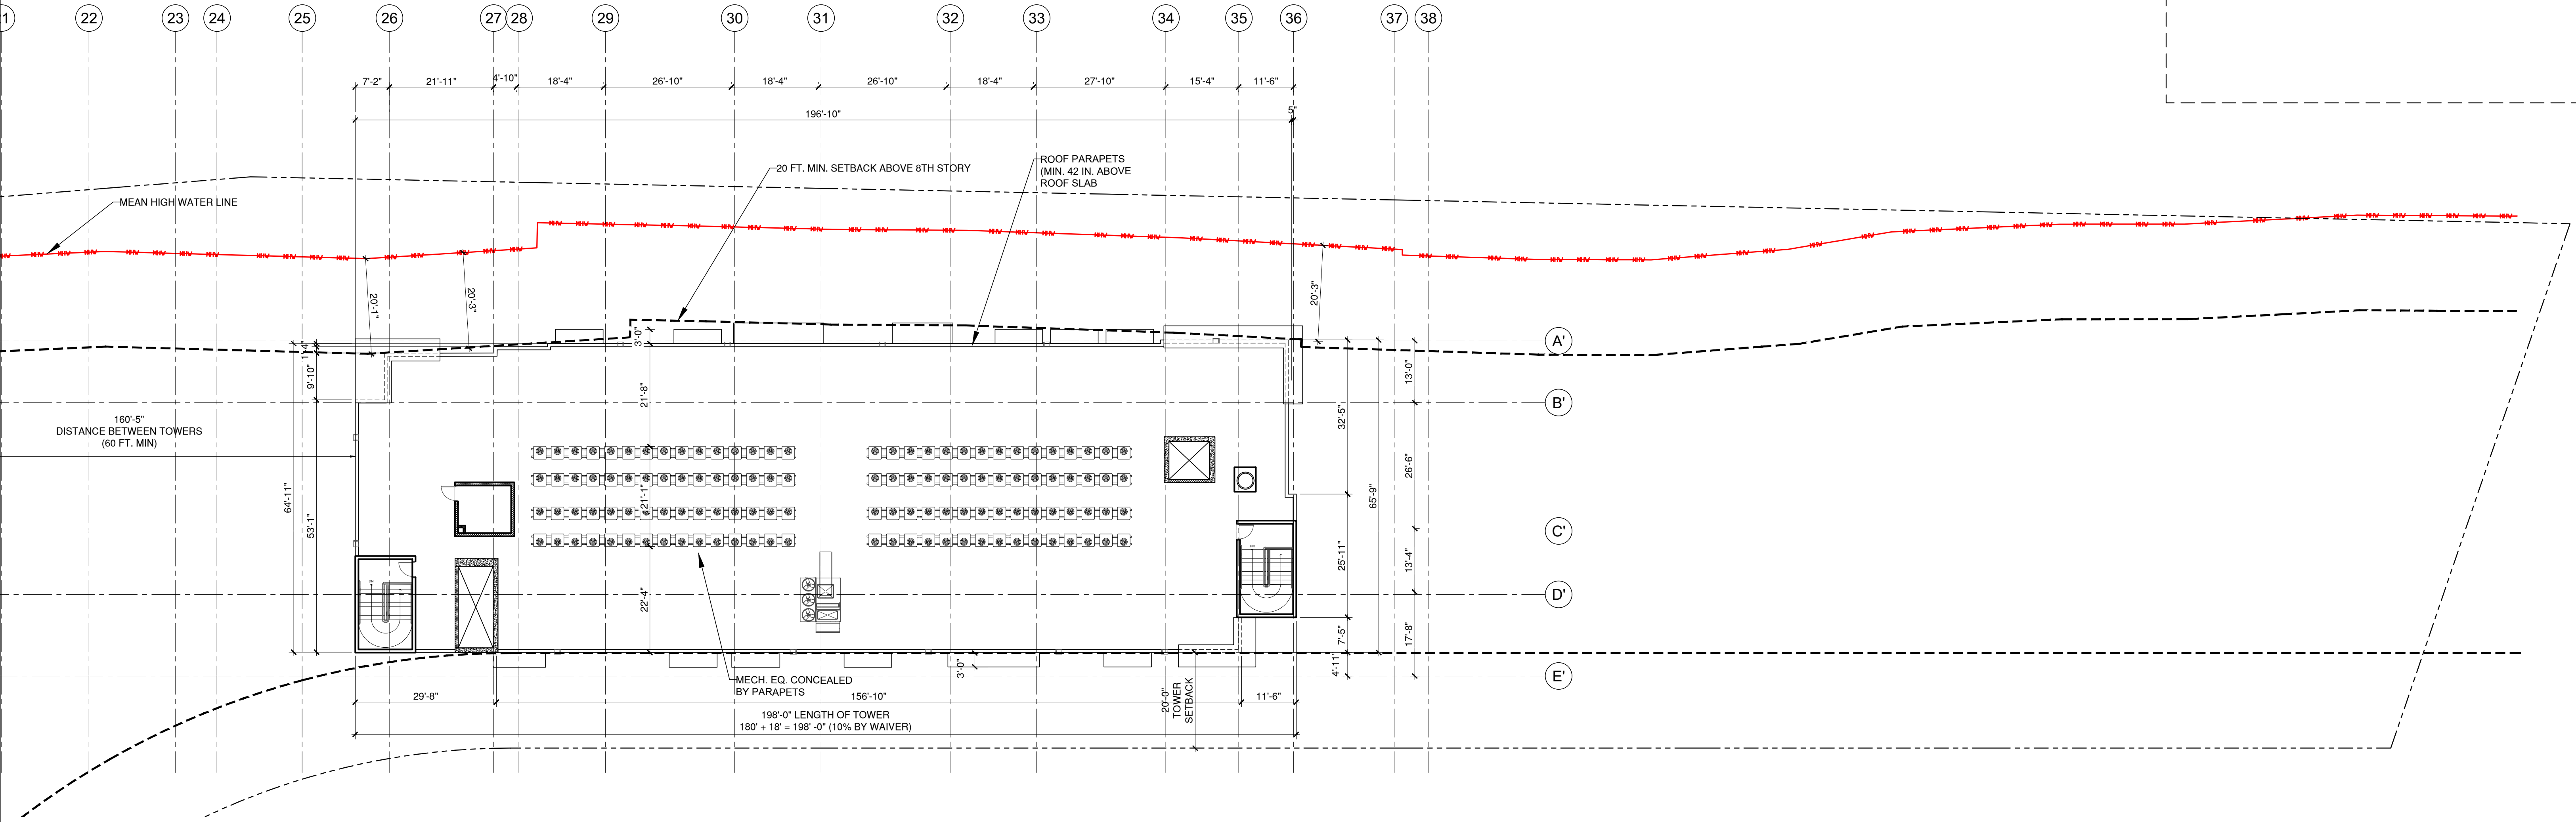 1 22 23 24 25 26 27 28 29 30 31 32 33 34 35 36 37 38
7'-2" 21'-11" 4'-10" 18'-4" 26'-10" 18'-4" 26'-10" 18'-4" 27'-10" 15'-4" 11'-6"
196'-10" 5"
20 FT. MIN. SETBACK ABOVE 8TH STORY
ROOF PARAPETS
(MIN. 42 IN. ABOVE
ROOF SLAB
MEAN HIGH WATER LINE
20'-1"
20'-3"
20'-3"
3'-0"
A'
9'-10"
21'-8"
13'-0"
B'
32'-5"
160'-5"
DISTANCE BETWEEN TOWERS
(60 FT. MIN)
26'-6"
64'-11"
21'-1"
65'-9"
53'-1"
C'
25'-11"
13'-4"
22'-4"
D'
7'-5"
17'-8"
4'-11"
3'-0"
E'
MECH. EQ. CONCEALED
BY PARAPETS
29'-8" 156'-10" 11'-6"
20'-0"
TOWER
SETBACK
198'-0" LENGTH OF TOWER
180' + 18' = 198' -0" (10% BY WAIVER)